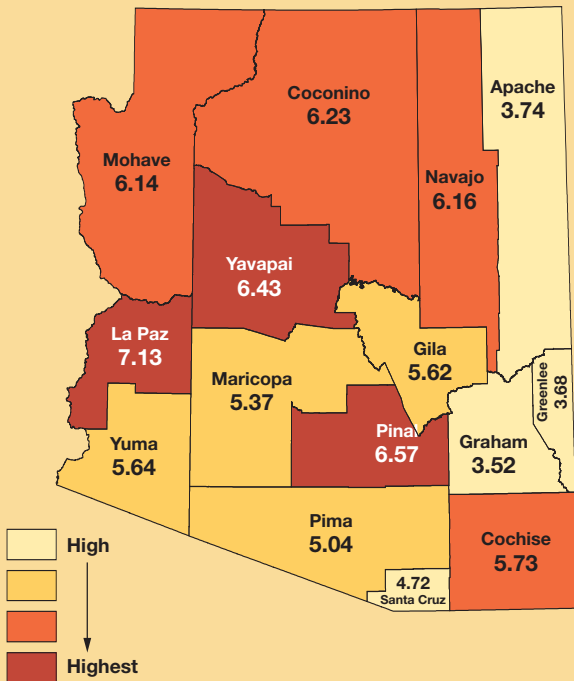 Apache
3.74
Coconino
6.23
Mohave
6.14
Navajo
6.16
Yavapai
6.43
La Paz
7.13
Gila
5.62
Maricopa
5.37
Greenlee
3.68
Yuma
5.64
Pinal
6.57
Graham
3.52
Pima
5.04
Cochise
5.73
4.72
Santa Cruz
High
Highest